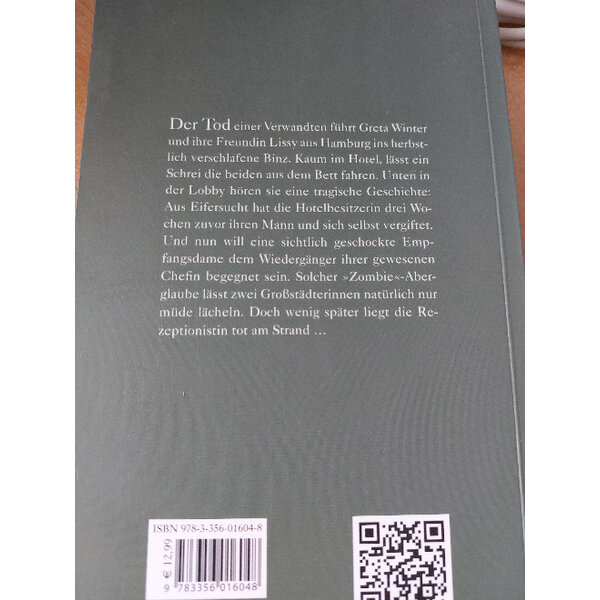 Der Tod einer Verwandten führt Greta Winter
und ihre Freundin Lissy aus Hamburg ins herbst-
lich verschlafene Binz. Kaum im Hotel, lässt ein
Schrei die beiden aus dem Bett fahren. Unten in
der Lobby hören sie eine tragische Geschichte:
Aus Eifersucht hat die Hotelbesitzerin drei Wo-
chen zuvor ihren Mann und sich selbst vergiftet.
Und nun will eine sichtlich geschockte Emp-
fangsdame dem Wiedergänger ihrer gewesenen
Chefin begegnet sein. Solcher »Zombie«-Aber-
glaube lässt zwei Großstädterinnen natürlich nur
müde lächeln. Doch wenig später liegt die Re-
zeptionistin tot am Strand ...
ISBN 978-3-356-01604-8
€ 12,99
9 783356 016048